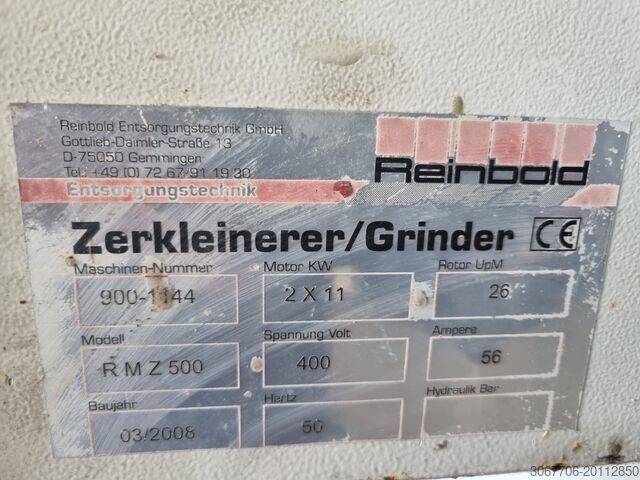 Reinbold Entsorgungstechnik GmbH
Gottlieb-Daimler-Straße 13
D-75050 Gemmingen
Tel: +49 (0) 72 67-91 19 30
Entsorgungstechnik
Reinbold
Zerkleinerer/Grinder CE
Maschinen-Nummer Motor KW Rotor UpM
900-1144 2 X 11 26
Modell Spannung Volt Ampere
R M Z 500 400 56
Baujahr Hertz Hydraulik Bar
03/2008 50
3067706-20112850